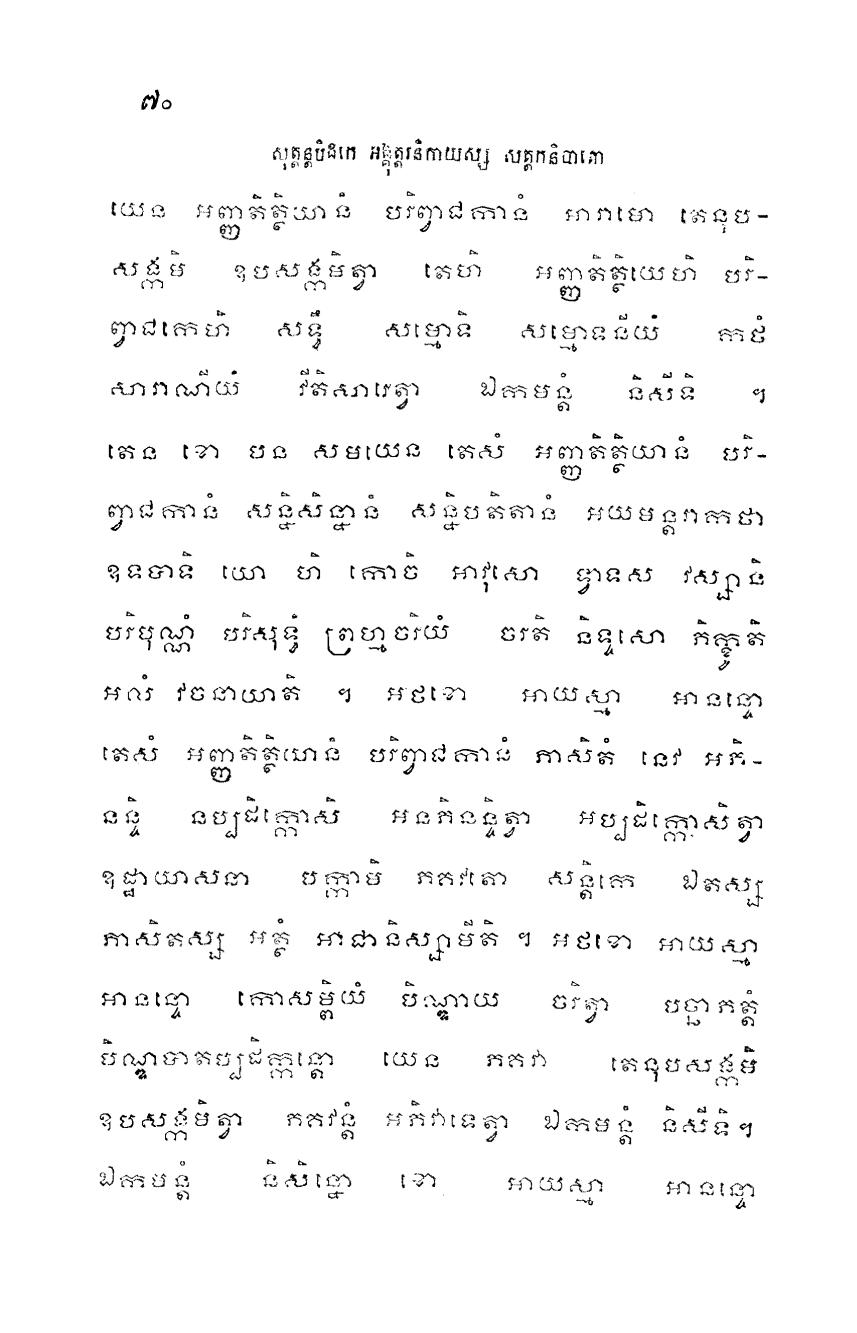 ៧០
សុត្តន្តបិដកេ អង្គុត្តរនិកាយស្ស សត្តកនិបាតោ
យេន អញ្ញតិត្ថិយានំ បរិព្វាជកានំ អារាមោ តេនុប-
សង្កមិ ឧបសង្កមិត្វា តេហិ អញ្ញតិត្ថិយេហិ បរិ-
ព្វាជកេហិ សទ្ធឹ សម្មោទិ សម្មោទនីយំ កថំ
សារាណីយំ វីតិសារេត្វា ឯកមន្តំ និសីទិ ។
តេន ខោ បន សមយេន តេសំ អញ្ញតិត្ថិយានំ បរិ-
ព្វាជកានំ សន្និសិន្នានំ សន្និបតិតានំ អយមន្តរាកថា
ឧទបាទិ យោ ហិ កោចិ អាវុសោ ទ្វាទស វស្សានិ
បរិបុណ្ណំ បរិសុទ្ធំ ព្រហ្មចរិយំ ចរតិ និទ្ទសោ ភិក្ខូតិ
អលំ វចនាយាតិ ។ អថខោ អាយស្មា អានន្ទោ
តេសំ អញ្ញតិត្ថិយានំ បរិព្វាជកានំ ភាសិតំ នេវ អភិ-
នន្ទិ នប្បដិក្កោសិ អនភិនន្ទិត្វា អប្បដិក្កោសិត្វា
ឧដ្ឋាយាសនា បក្កាមិ ភគវតោ សន្តិកេ ឯតស្ស
ភាសិតស្ស អត្ថំ អាជានិស្សាមីតិ ។ អថខោ អាយស្មា
អានន្ទោ កោសម្ពិយំ បិណ្ឌាយ ចរិត្វា បច្ឆាភត្តំ
បិណ្ឌបាតប្បដិក្កន្តោ យេន ភគវា តេនុបសង្កមិ
ឧបសង្កមិត្វា ភគវន្តំ អភិវាទេត្វា ឯកមន្តំ និសីទិ។
ឯកមន្តំ និសិន្នោ ខោ អាយស្មា អានន្ទោ